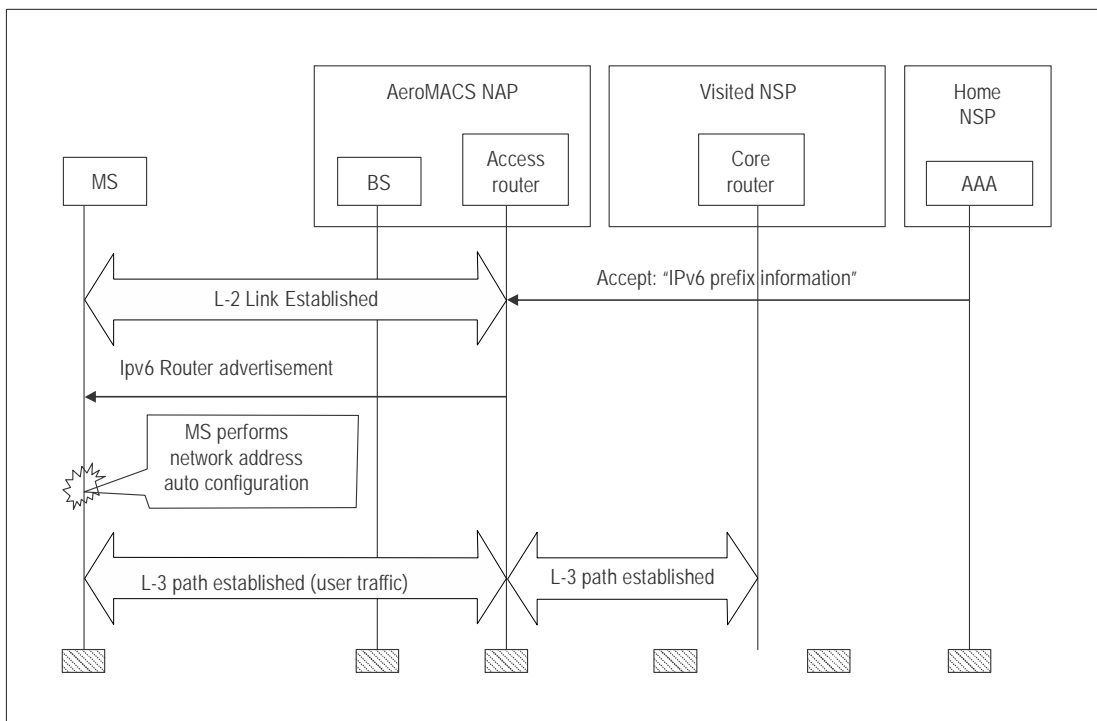 AeroMACS NAP
Visited NSP
Home
NSP
MS
BS
Access
router
Core
router
AAA
L-2 Link Established
Accept: “IPv6 prefix information”
Ipv6 Router advertisement
MS performs
network address
auto configuration
L-3 path established (user traffic)
L-3 path established